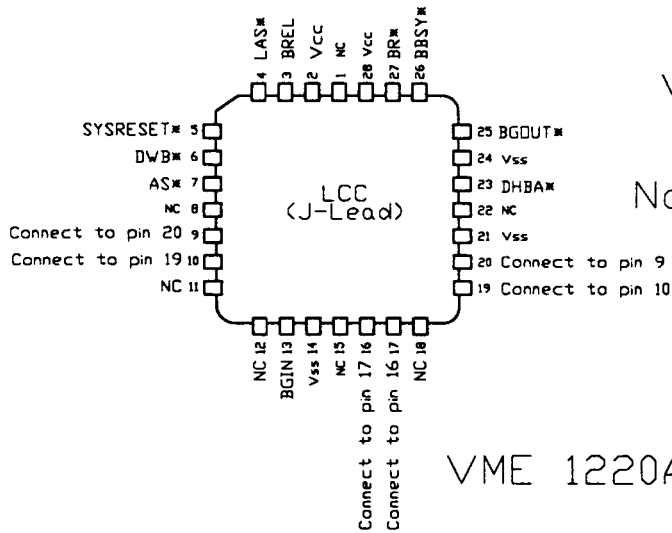 4 LAS*
3 BREL
2 Vcc
1 NC
28 Vcc
27 BR*
26 BBSY*
SYSRESET* 5
DWB* 6
AS* 7
NC 8
Connect to pin 20 9
Connect to pin 19 10
NC 11
LCC
(J-Lead)
25 BGOUT*
24 Vss
23 DHBA*
22 NC
21 Vss
20 Connect to pin 9
19 Connect to pin 10
NC 12
BGIN 13
Vss 14
NC 15
Connect to pin 17 16
Connect to pin 16 17
NC 18
V
No
VME 1220A